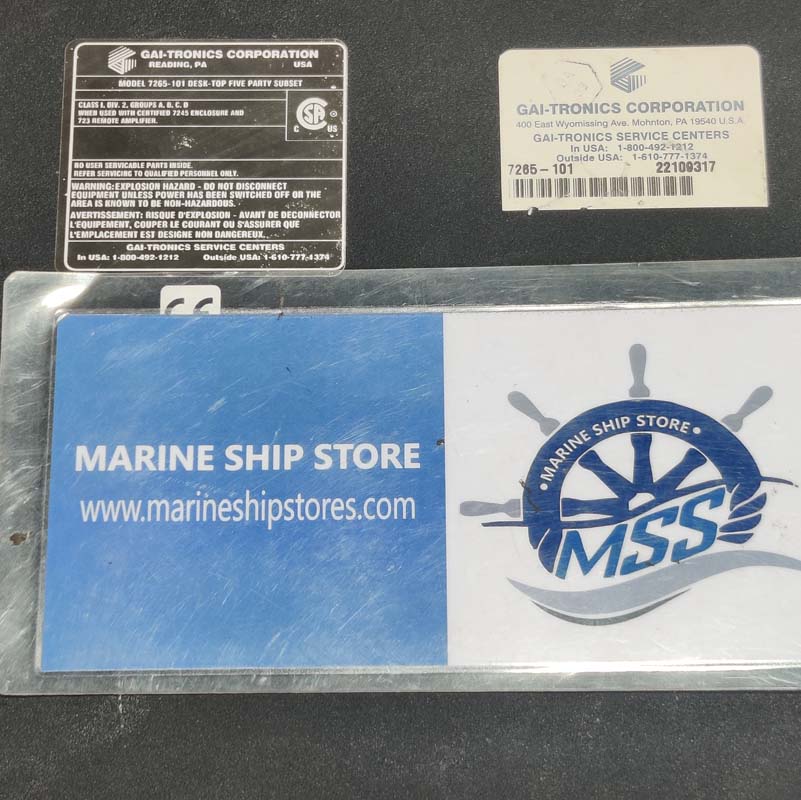 GAI-TRONICS CORPORATION
READING, PA USA
MODEL 7265-101 DESK-TOP FIVE PARTY SUBSET
CLASS I, DIV. 2, GROUPS A, B, C, D
WHEN USED WITH CERTIFIED 7245 ENCLOSURE AND
723 REMOTE AMPLIFIER.
SA
C US
NO USER SERVICABLE PARTS INSIDE.
REFER SERVICING TO QUALIFIED PERSONNEL ONLY.
WARNING: EXPLOSION HAZARD - DO NOT DISCONNECT
EQUIPMENT UNLESS POWER HAS BEEN SWITCHED OFF OR THE
AREA IS KNOWN TO BE NON-HAZARDOUS.
AVERTISSEMENT: RISQUE D'EXPLOSION - AVANT DE DECONNECTOR
L'EQUIPMENT, COUPER LE COURANT OU S'ASSURER QUE
L'EMPLACEMENT EST DESIGNE NON DANGEREUX.
GAI-TRONICS SERVICE CENTERS
In USA: 1-800-492-1212 Outside USA: 1-610-777-1374
GAI-TRONICS CORPORATION
400 East Wyomissing Ave. Mohnton, PA 19540 U.S.A.
GAI-TRONICS SERVICE CENTERS
In USA: 1-800-492-1212
Outside USA: 1-610-777-1374
7265-101 22109317
MARINE SHIP STORE
www.marineshipstores.com
MARINE SHIP STORE
MSS